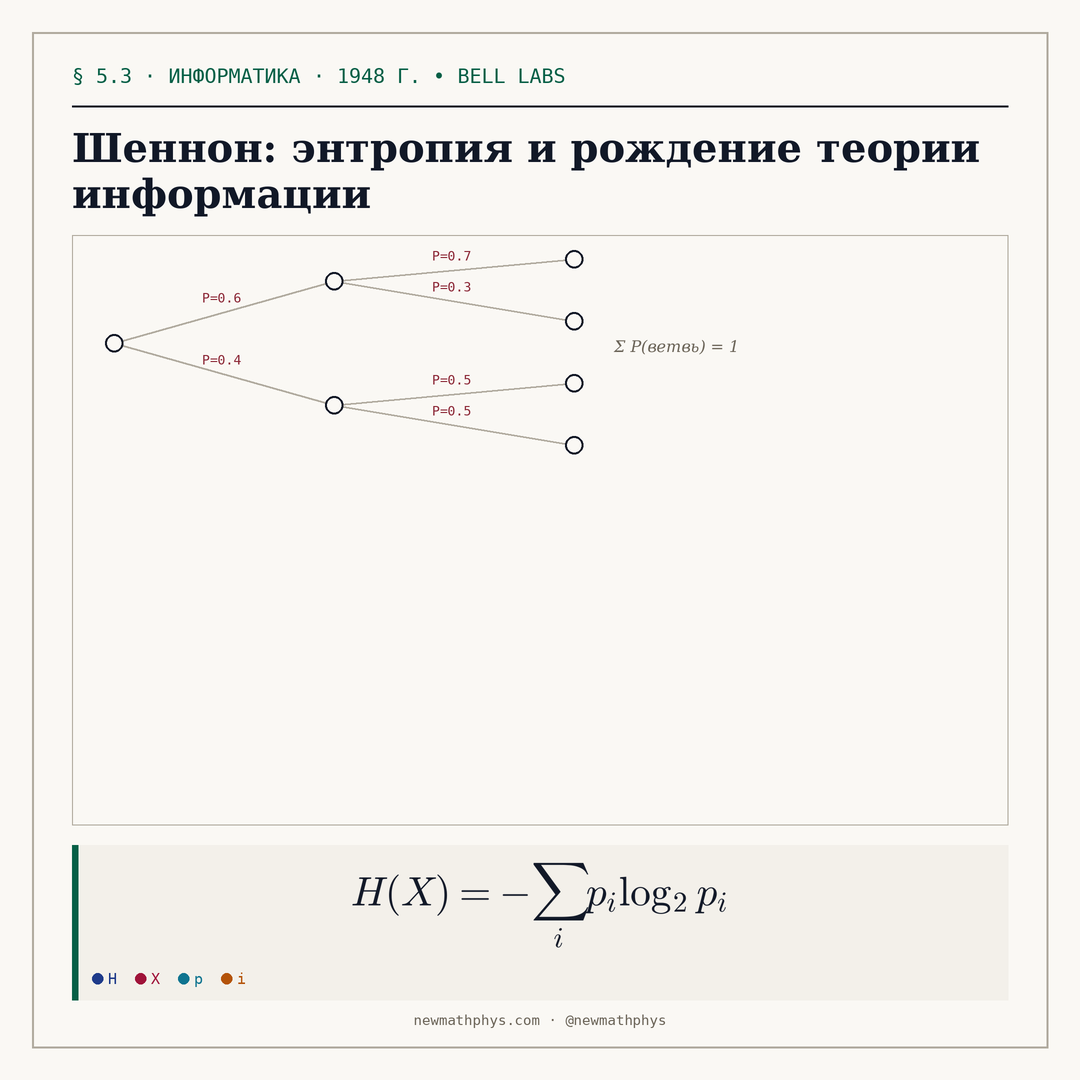 § 5.3 · ИНФОРМАТИКА · 1948 Г. • BELL LABS
Шеннон: энтропия и рождение теории
информации
P=0.7
P=0.3
P=0.6
Σ P(ветвь) = 1
P=0.4
P=0.5
P=0.5
H(X) = − ∑ p_i log_2 p_i
i
H X p i
newmathphys.com · @newmathphys